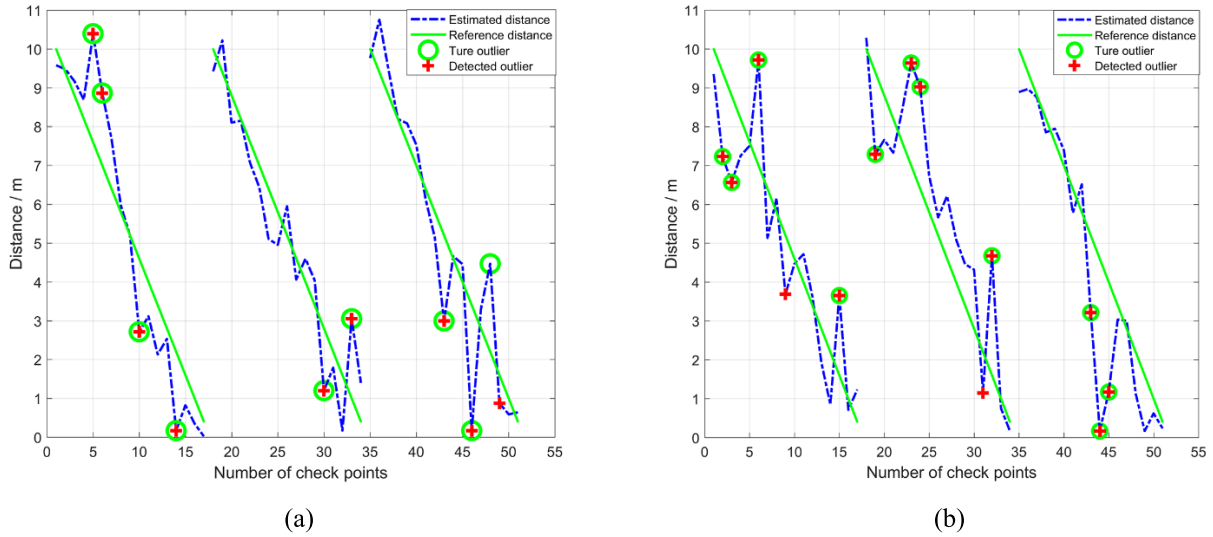 11
10
9
8
7
6
5
4
3
2
1
0
Distance / m
0 5 10 15 20 25 30 35 40 45 50 55
Number of check points
Estimated distance
Reference distance
Ture outlier
Detected outlier
(a)
11
10
9
8
7
6
5
4
3
2
1
0
Distance / m
0 5 10 15 20 25 30 35 40 45 50 55
Number of check points
Estimated distance
Reference distance
Ture outlier
Detected outlier
(b)